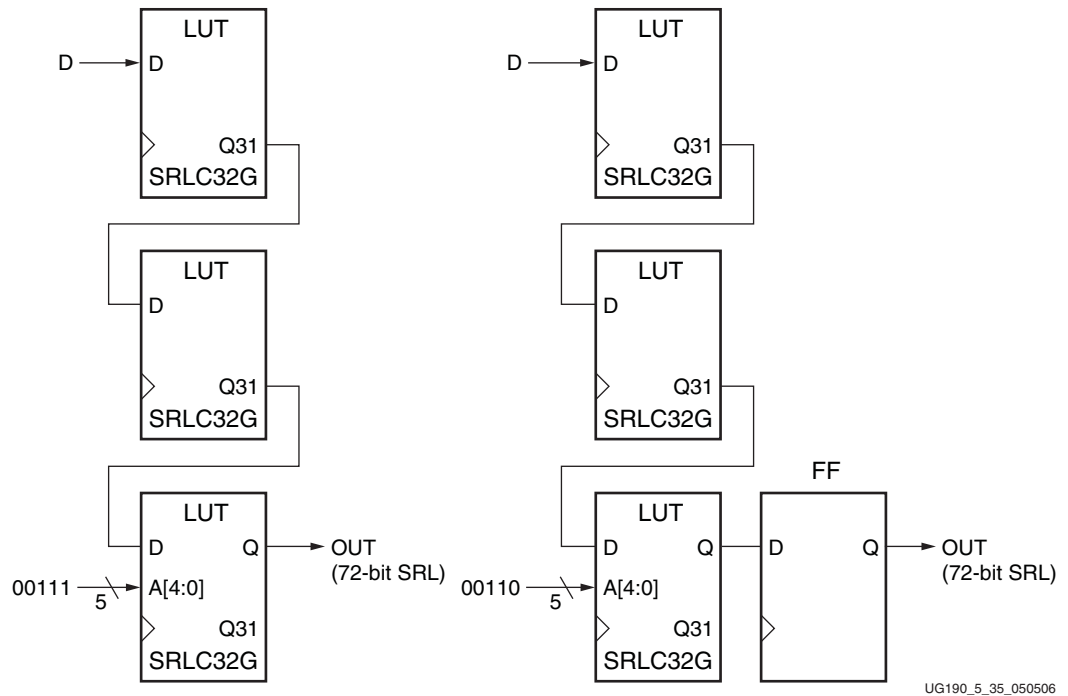 LUT
D
D
Q31
SRLC32G
LUT
D
Q31
SRLC32G
LUT
D
Q
OUT
(72-bit SRL)
00111
5
A[4:0]
Q31
SRLC32G
LUT
D
D
Q31
SRLC32G
LUT
D
Q31
SRLC32G
LUT
D
Q
00110
5
A[4:0]
Q31
SRLC32G
FF
D
Q
OUT
(72-bit SRL)
UG190_5_35_050506